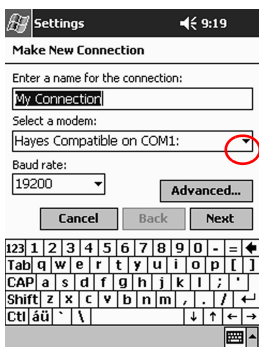 Settings 9:19
Make New Connection
Enter a name for the connection:
My Connection
Select a modem:
Hayes Compatible on COM1:
Baud rate:
19200
Advanced...
Cancel Back Next
123 1 2 3 4 5 6 7 8 9 0 - =
Tab q w e r t y u i o p [ ]
CAP a s d f g h j k l ; '
Shift z x c v b n m , . /
Ctl áü ` \ ↓ ↑ ← →